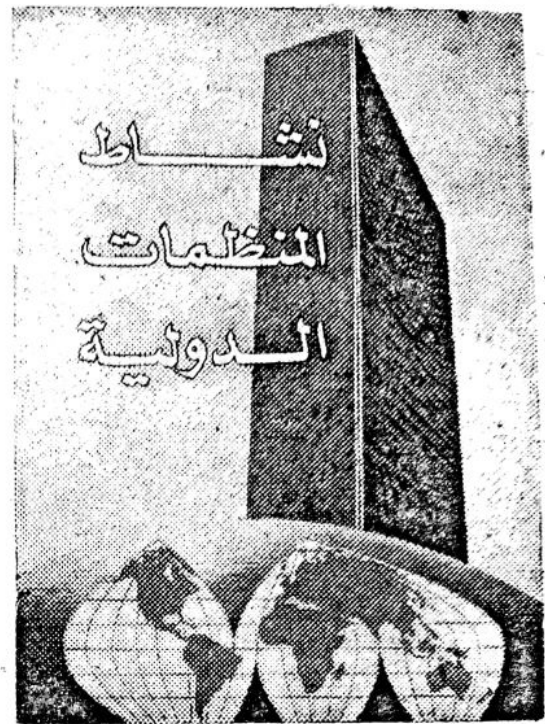 نشاط
المنظمات
الدولية